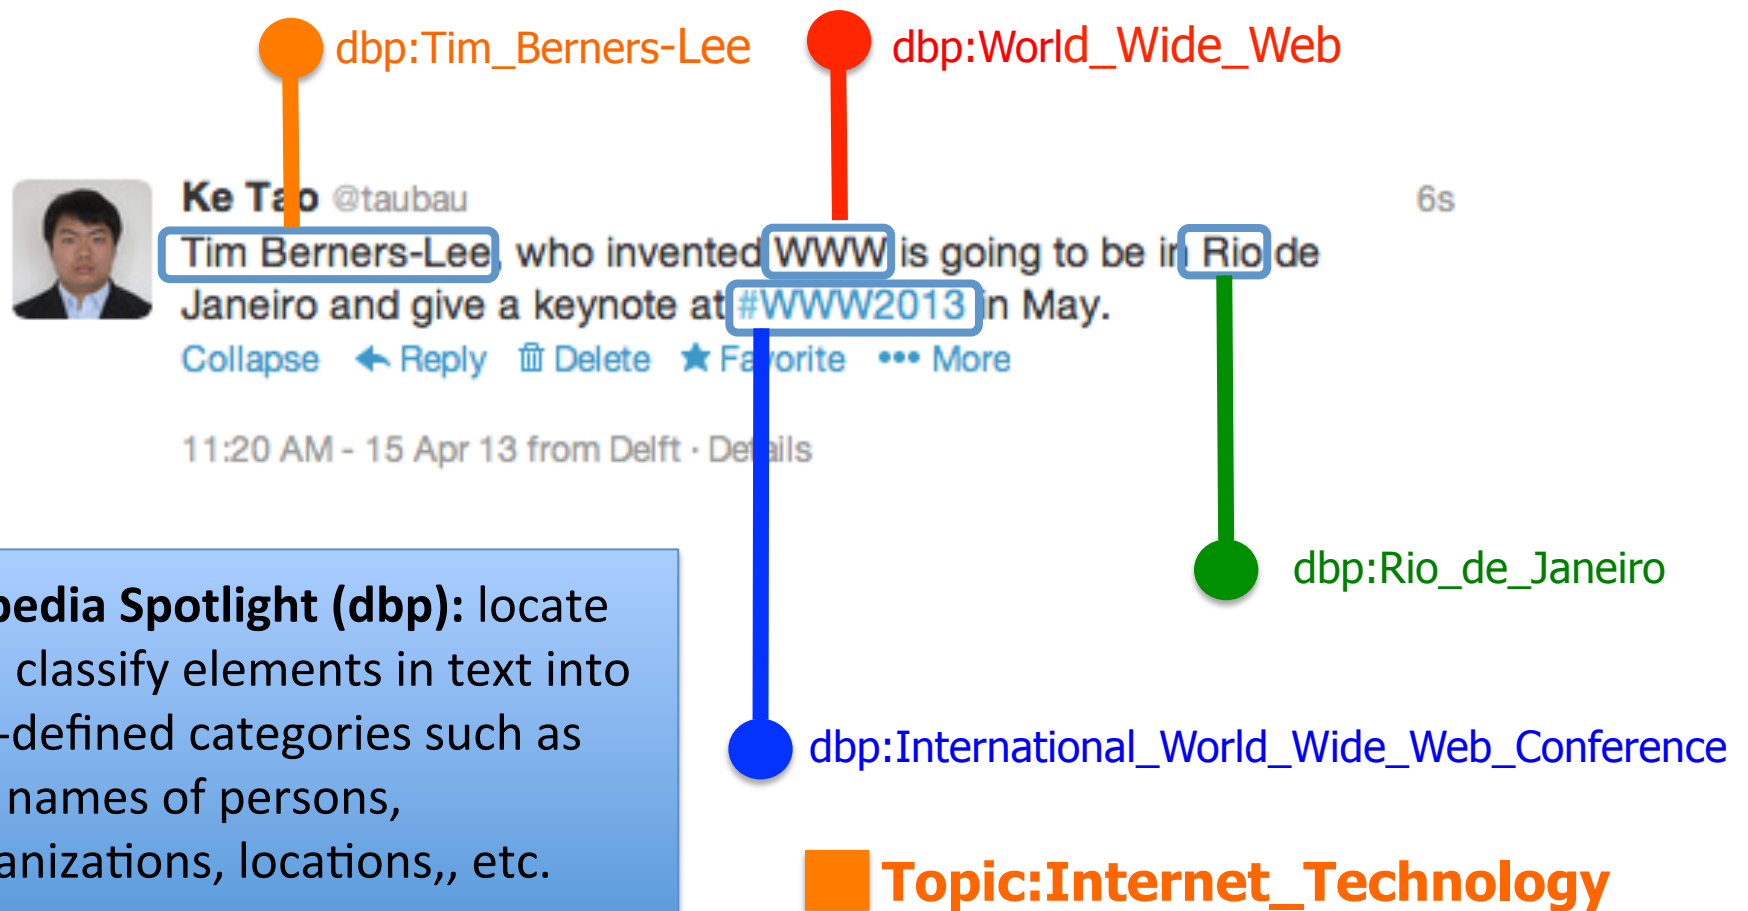 dbp:Tim_Berners-Lee
dbp:World_Wide_Web
Ke Tao @taubau 6s
Tim Berners-Lee, who invented WWW is going to be in Rio de
Janeiro and give a keynote at #WWW2013 in May.
Collapse Reply Delete Favorite More
11:20 AM - 15 Apr 13 from Delft · Details
dbp:Rio_de_Janeiro
pedia Spotlight (dbp): locate
classify elements in text into
-defined categories such as
names of persons,
anizations, locations,, etc.
dbp:International_World_Wide_Web_Conference
Topic:Internet_Technology